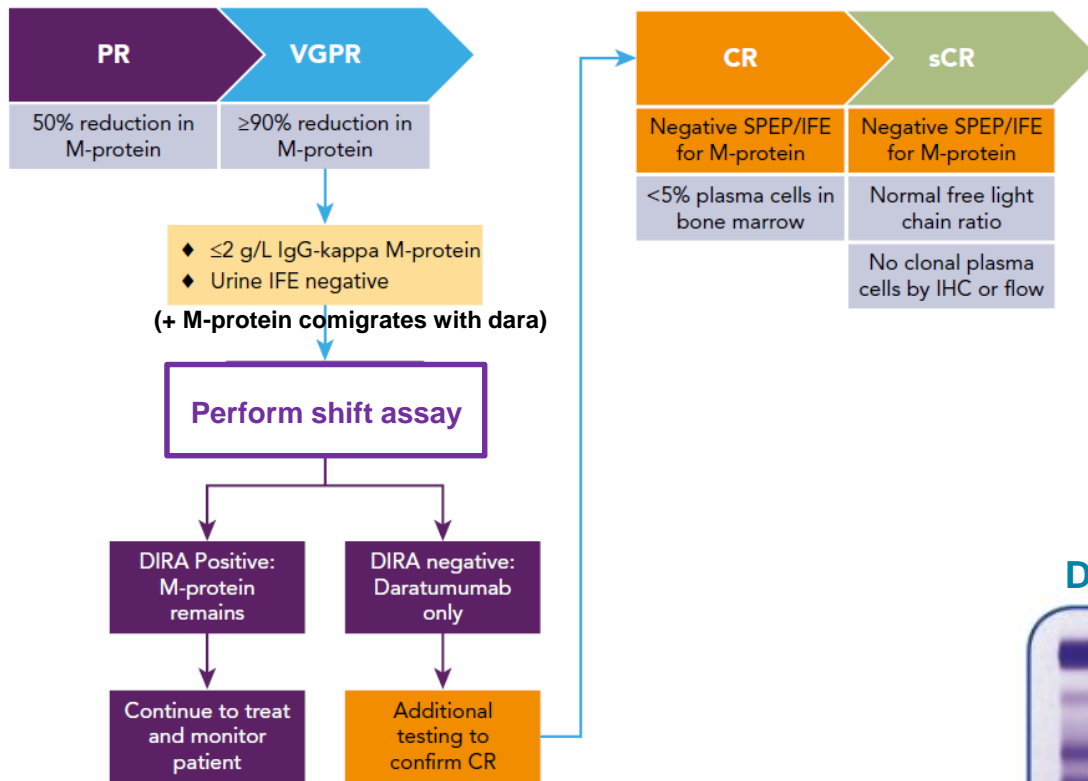 PR
VGPR
50% reduction in
M-protein
≥90% reduction in
M-protein
♦ ≤2 g/L IgG-kappa M-protein
♦ Urine IFE negative
(+ M-protein comigrates with dara)
Perform shift assay
DIRA Positive:
M-protein
remains
DIRA negative:
Daratumumab
only
Continue to treat
and monitor
patient
Additional
testing to
confirm CR
CR
sCR
Negative SPEP/IFE
for M-protein
Negative SPEP/IFE
for M-protein
<5% plasma cells in
bone marrow
Normal free light
chain ratio
No clonal plasma
cells by IHC or flow
D